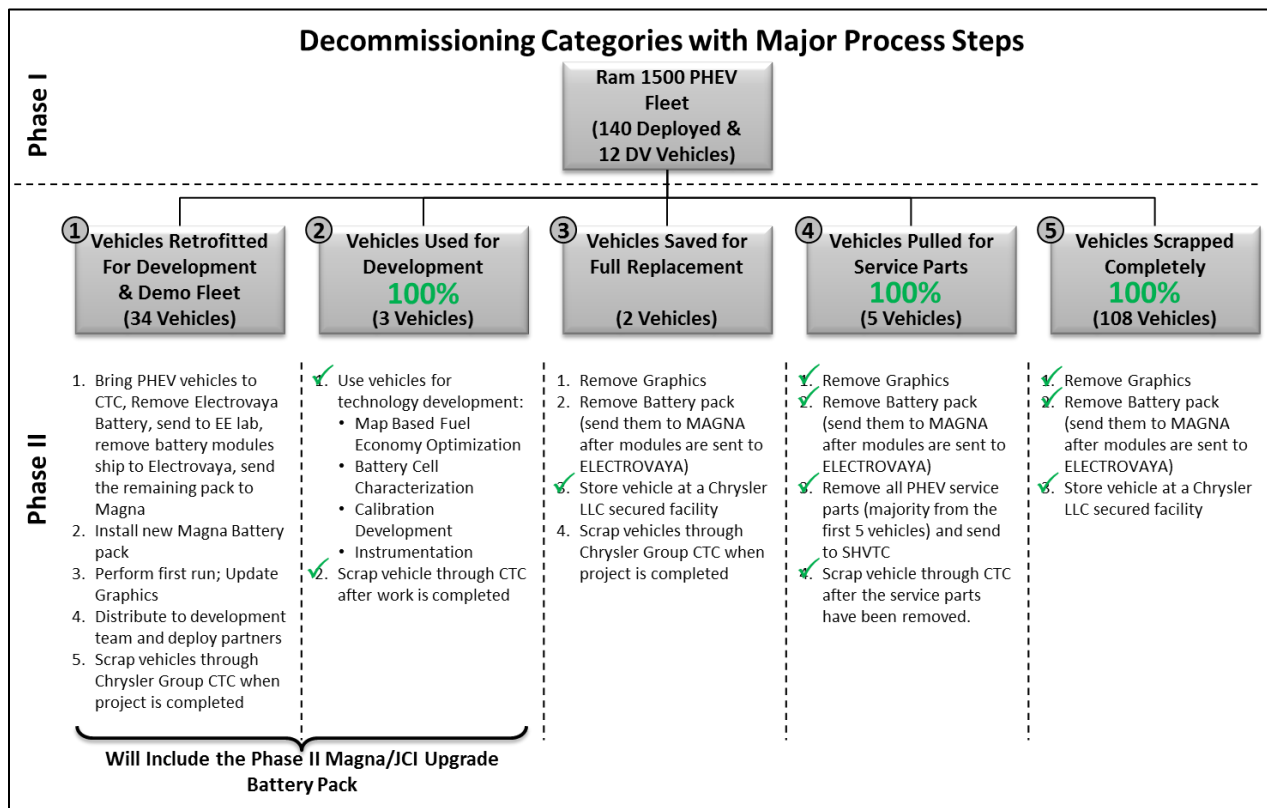 Decommissioning Categories with Major Process Steps
Phase I
Ram 1500 PHEV
Fleet
(140 Deployed &
12 DV Vehicles)
Phase II
1
Vehicles Retrofitted
For Development
& Demo Fleet
(34 Vehicles)
2
Vehicles Used for
Development
100%
(3 Vehicles)
3
Vehicles Saved for
Full Replacement
(2 Vehicles)
4
Vehicles Pulled for
Service Parts
100%
(5 Vehicles)
5
Vehicles Scrapped
Completely
100%
(108 Vehicles)
1. Bring PHEV vehicles to
CTC, Remove Electrovaya
Battery, send to EE lab,
remove battery modules
ship to Electrovaya, send
the remaining pack to
Magna
2. Install new Magna Battery
pack
3. Perform first run; Update
Graphics
4. Distribute to development
team and deploy partners
5. Scrap vehicles through
Chrysler Group CTC when
project is completed
1. Use vehicles for
technology development:
• Map Based Fuel
Economy Optimization
• Battery Cell
Characterization
• Calibration
Development
• Instrumentation
2. Scrap vehicle through CTC
after work is completed
1. Remove Graphics
2. Remove Battery pack
(send them to MAGNA
after modules are sent to
ELECTROVAYA)
3. Store vehicle at a Chrysler
LLC secured facility
4. Scrap vehicles through
Chrysler Group CTC when
project is completed
1. Remove Graphics
2. Remove Battery pack
(send them to MAGNA
after modules are sent to
ELECTROVAYA)
3. Remove all PHEV service
parts (majority from the
first 5 vehicles) and send
to SHVTC
4. Scrap vehicle through CTC
after the service parts
have been removed.
1. Remove Graphics
2. Remove Battery pack
(send them to MAGNA
after modules are sent to
ELECTROVAYA)
3. Store vehicle at a Chrysler
LLC secured facility
Will Include the Phase II Magna/JCI Upgrade
Battery Pack